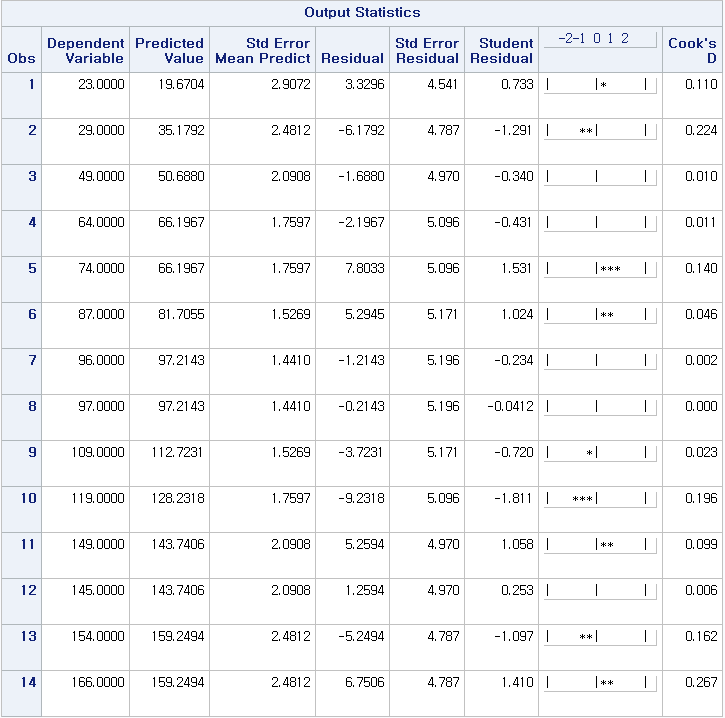 Output Statistics
Obs Dependent Variable Predicted Value Std Error Mean Predict Residual Std Error Residual Student Residual -2-1 0 1 2 Cook's D
1 23.0000 19.6704 2.9072 3.3296 4.541 0.733 | |* | 0.110
2 29.0000 35.1792 2.4812 -6.1792 4.787 -1.291 | **| | 0.224
3 49.0000 50.6880 2.0908 -1.6880 4.970 -0.340 | | | 0.010
4 64.0000 66.1967 1.7597 -2.1967 5.096 -0.431 | | | 0.011
5 74.0000 66.1967 1.7597 7.8033 5.096 1.531 | |*** | 0.140
6 87.0000 81.7055 1.5269 5.2945 5.171 1.024 | |** | 0.046
7 96.0000 97.2143 1.4410 -1.2143 5.196 -0.234 | | | 0.002
8 97.0000 97.2143 1.4410 -0.2143 5.196 -0.0412 | | | 0.000
9 109.0000 112.7231 1.5269 -3.7231 5.171 -0.720 | *| | 0.023
10 119.0000 128.2318 1.7597 -9.2318 5.096 -1.811 | ***| | 0.196
11 149.0000 143.7406 2.0908 5.2594 4.970 1.058 | |** | 0.099
12 145.0000 143.7406 2.0908 1.2594 4.970 0.253 | | | 0.006
13 154.0000 159.2494 2.4812 -5.2494 4.787 -1.097 | **| | 0.162
14 166.0000 159.2494 2.4812 6.7506 4.787 1.410 | |** | 0.267